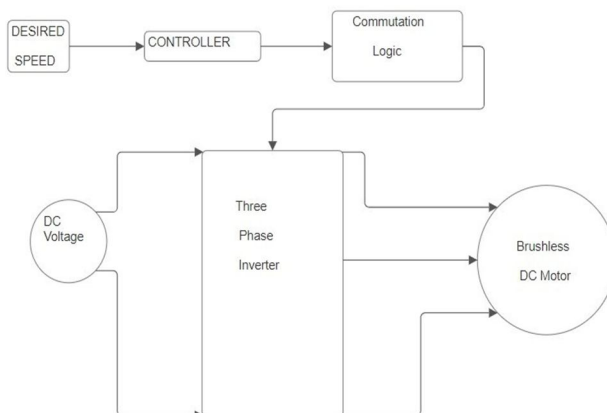 DESIRED
SPEED
CONTROLLER
Commutation
Logic
DC
Voltage
Three
Phase
Inverter
Brushless
DC Motor